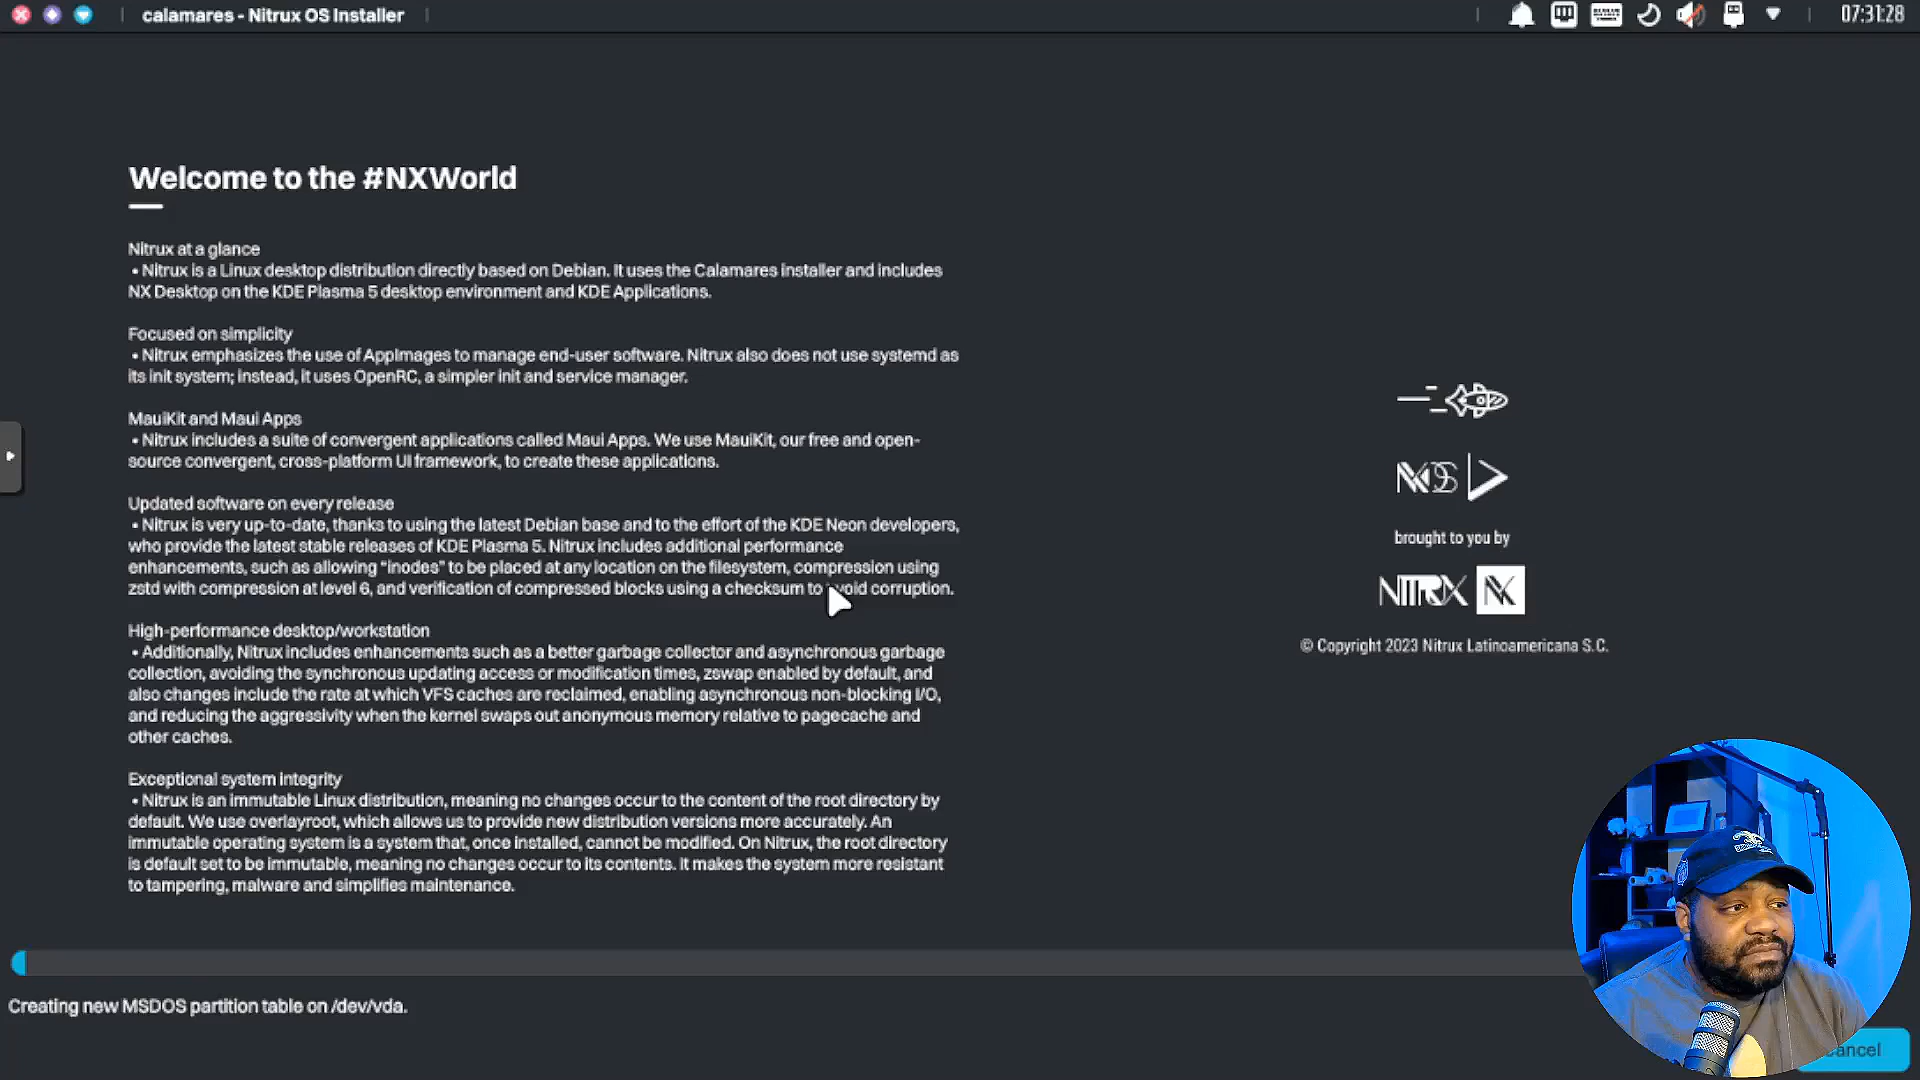 calamares - Nitrux OS Installer
07:31:28
Welcome to the #NXWorld
Nitrux at a glance
• Nitrux is a Linux desktop distribution directly based on Debian. It uses the Calamares installer and includes
NX Desktop on the KDE Plasma 5 desktop environment and KDE Applications.
Focused on simplicity
• Nitrux emphasizes the use of AppImages to manage end-user software. Nitrux also does not use systemd as
its init system; instead, it uses OpenRC, a simpler init and service manager.
MauiKit and Maui Apps
• Nitrux includes a suite of convergent applications called Maui Apps. We use MauiKit, our free and open-
source convergent, cross-platform UI framework, to create these applications.
Updated software on every release
• Nitrux is very up-to-date, thanks to using the latest Debian base and to the effort of the KDE Neon developers,
who provide the latest stable releases of KDE Plasma 5. Nitrux includes additional performance
enhancements, such as allowing "inodes" to be placed at any location on the filesystem, compression using
zstd with compression at level 6, and verification of compressed blocks using a checksum to avoid corruption.
High-performance desktop/workstation
• Additionally, Nitrux includes enhancements such as a better garbage collector and asynchronous garbage
collection, avoiding the synchronous updating access or modification times, zswap enabled by default, and
also changes include the rate at which VFS caches are reclaimed, enabling asynchronous non-blocking I/O,
and reducing the aggressivity when the kernel swaps out anonymous memory relative to pagecache and
other caches.
Exceptional system integrity
• Nitrux is an immutable Linux distribution, meaning no changes occur to the content of the root directory by
default. We use overlayroot, which allows us to provide new distribution versions more accurately. An
immutable operating system is a system that, once installed, cannot be modified. On Nitrux, the root directory
is default set to be immutable, meaning no changes occur to its contents. It makes the system more resistant
to tampering, malware and simplifies maintenance.
NXOS
brought to you by
NITRUX NX
© Copyright 2023 Nitrux Latinoamericana S.C.
Creating new MSDOS partition table on /dev/vda.
Cancel